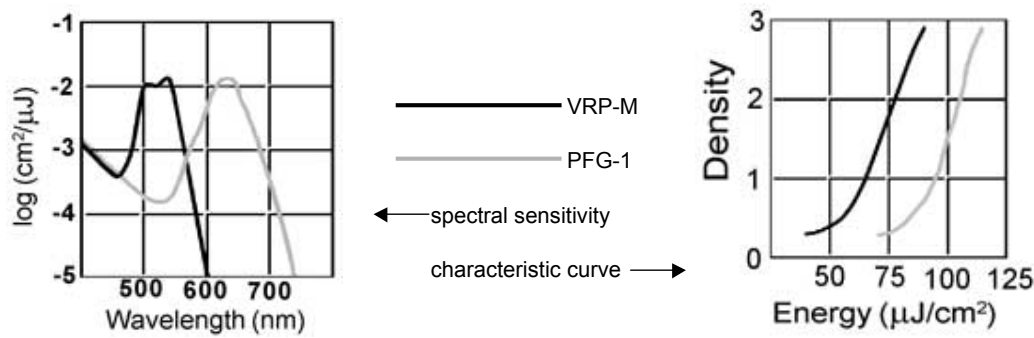 -1
-2
-3
-4
-5
log (cm²/μJ)
500 600 700
Wavelength (nm)
VRP-M
PFG-1
spectral sensitivity
characteristic curve
3
2
1
0
Density
50 75 100 125
Energy (μJ/cm²)